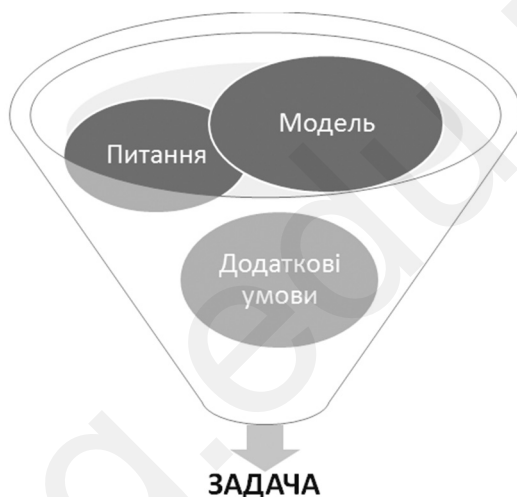 Модель
Питання
Додаткові
умови
ЗАДАЧА